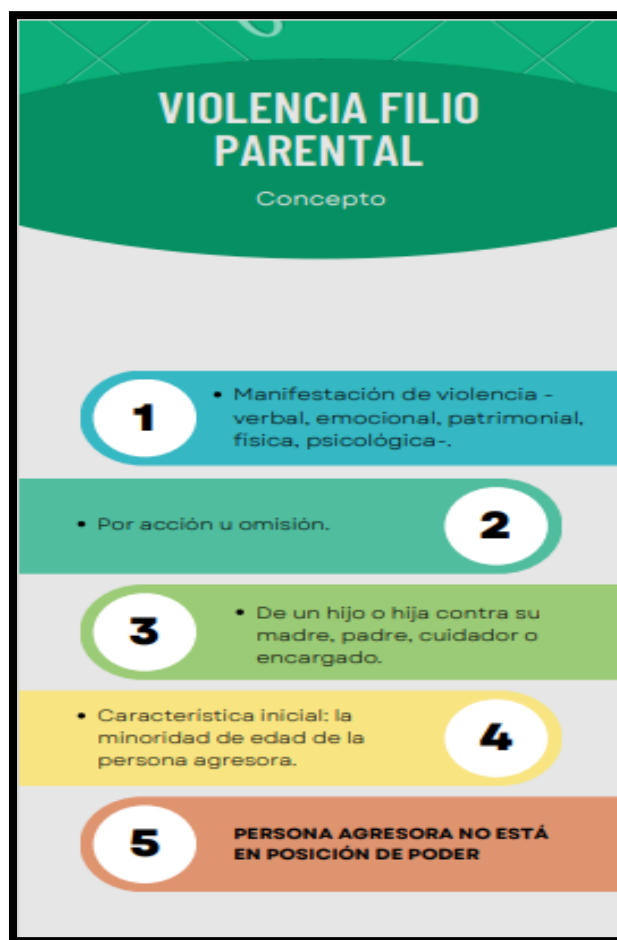 VIOLENCIA FILIO
PARENTAL
Concepto
1
• Manifestación de violencia -
verbal, emocional, patrimonial,
física, psicológica-.
• Por acción u omisión.
2
3
• De un hijo o hija contra su
madre, padre, cuidador o
encargado.
• Característica inicial: la
minoridad de edad de la
persona agresora.
4
5
PERSONA AGRESORA NO ESTÁ
EN POSICIÓN DE PODER